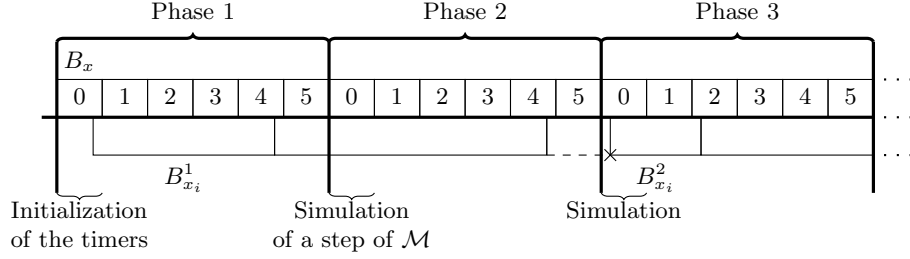 Phase 1 Phase 2 Phase 3
B_x
0 1 2 3 4 5 0 1 2 3 4 5 0 1 2 3 4 5 . . .
. . .
. . .
. . .
B^1_{x_i} B^2_{x_i}
Initialization Simulation Simulation
of the timers of a step of ℳ